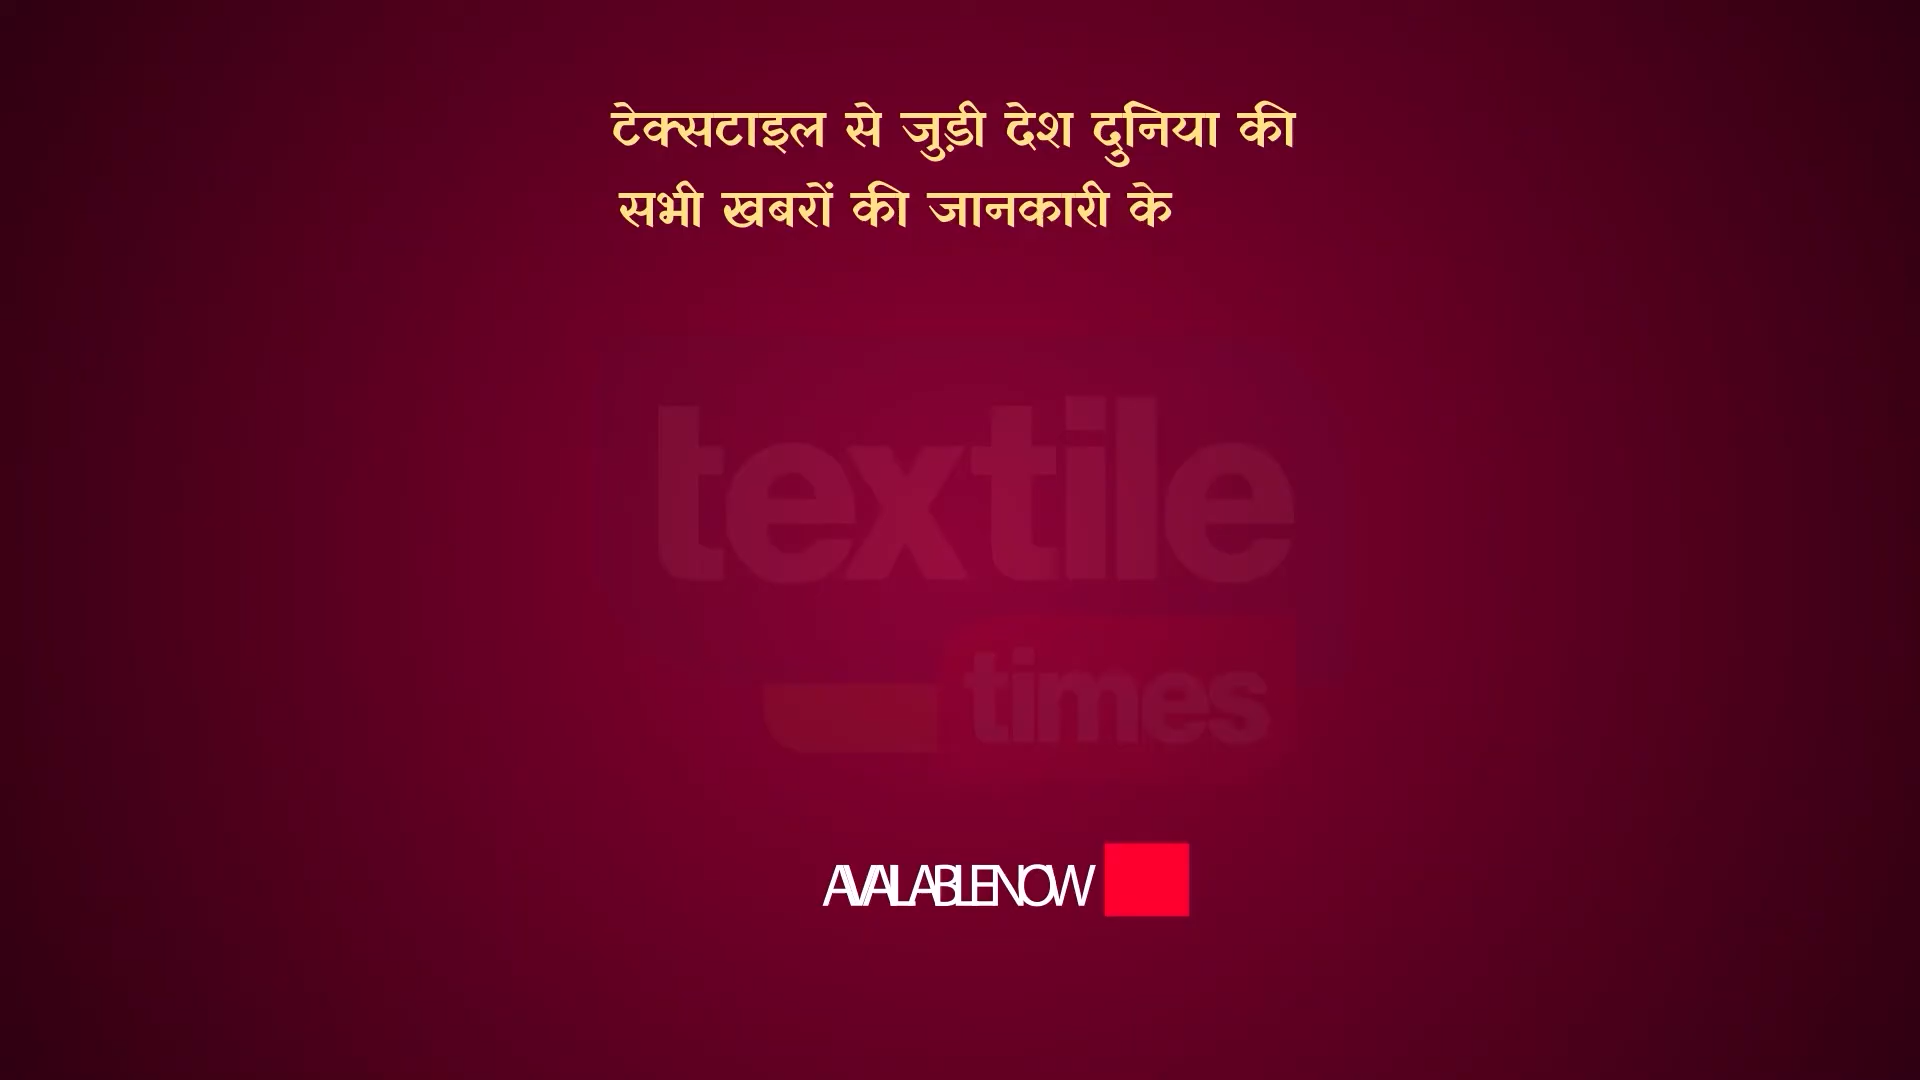 टेक्सटाइल से जुड़ी देश दुनिया की
सभी खबरों की जानकारी के
textile
times
AVAILABLE NOW